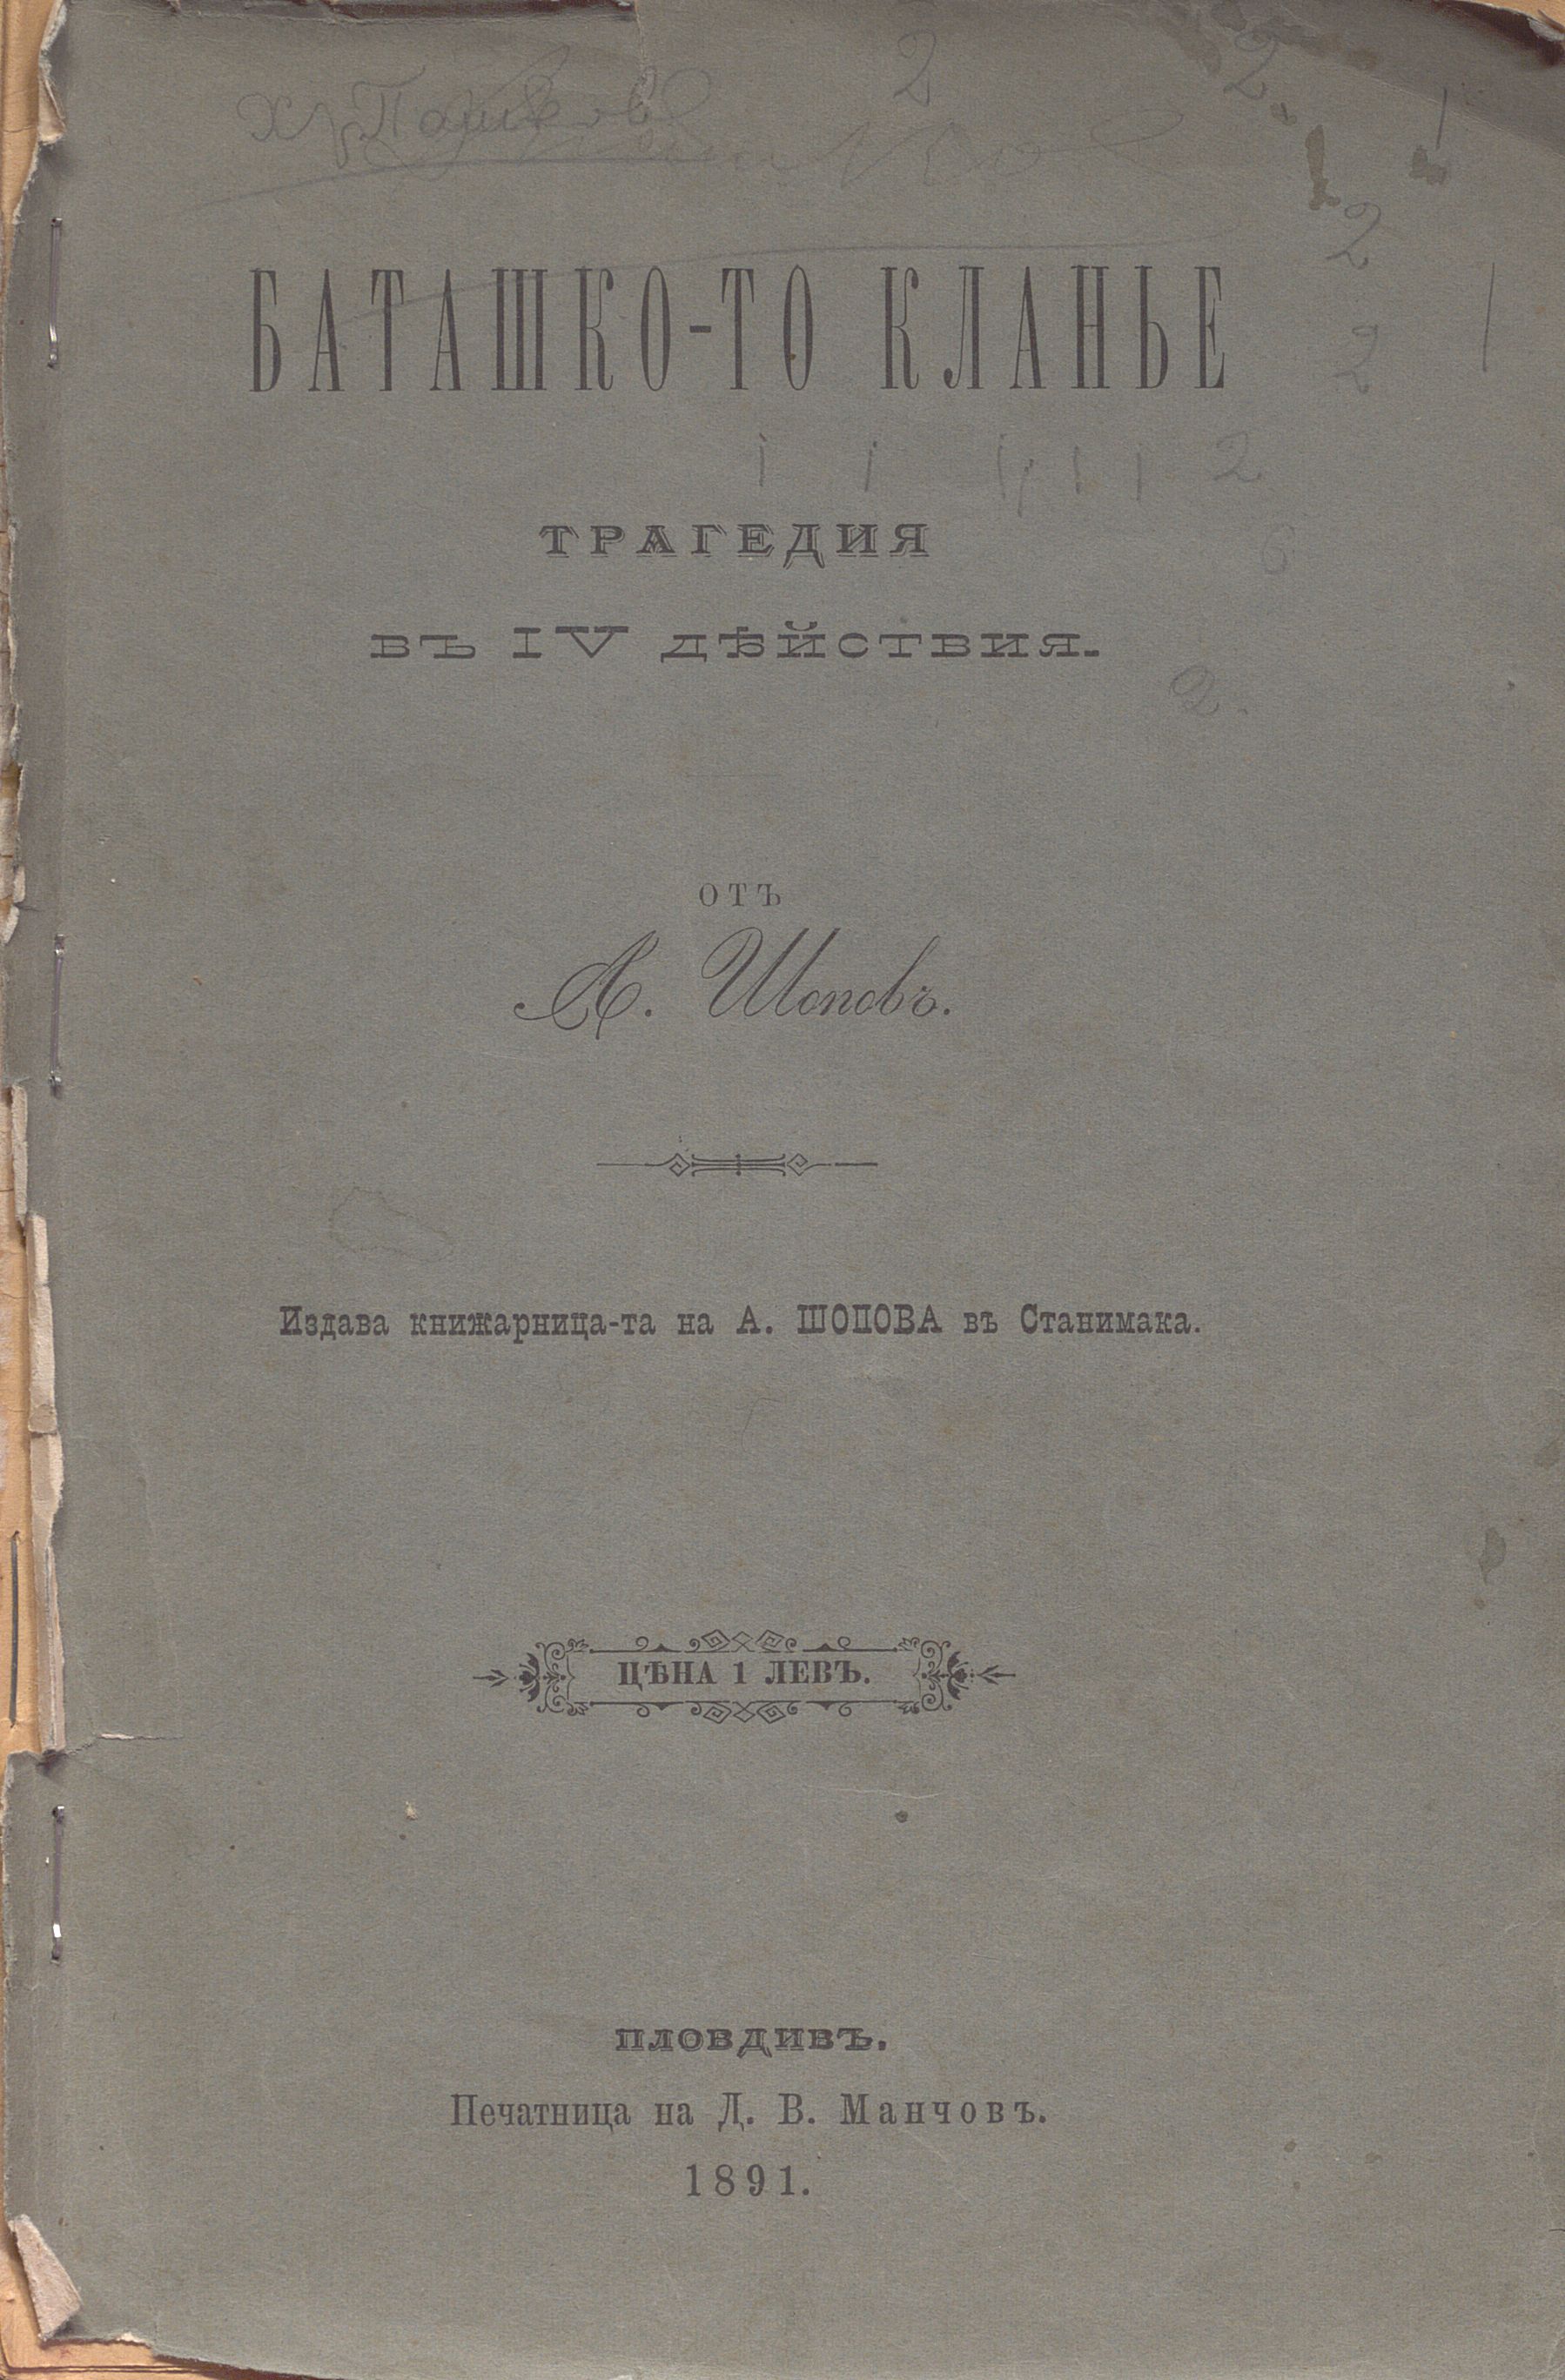 БАТАШКО-ТО КЛАНЬЕ
ТРАГЕДИЯ
ВЪ IV ДѢЙСТВИЯ.
ОТЪ
А. Шоповъ.
Издава книжарница-та на А. ШОПОВА въ Станимака.
ЦѢНА 1 ЛЕВЪ.
ПЛОВДИВЪ.
Печатница на Д. В. Манчовъ.
1891.